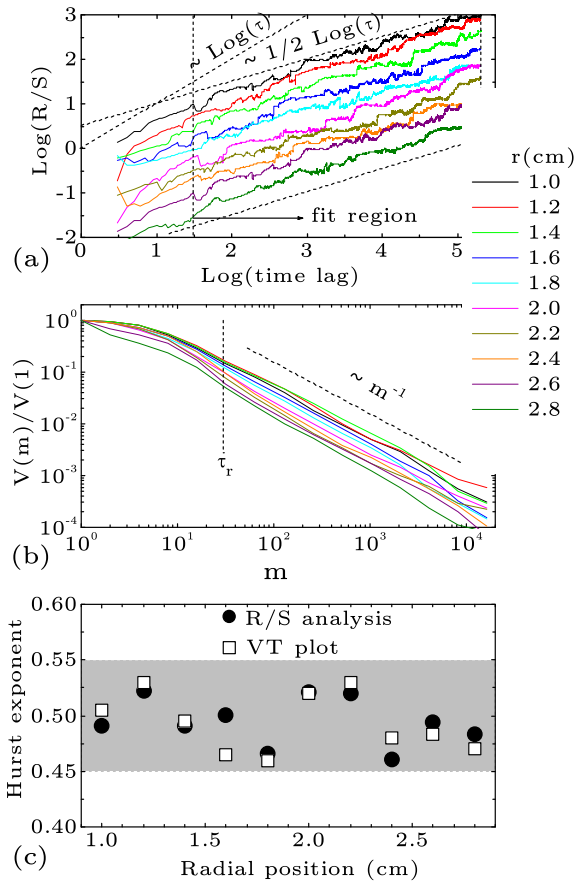 3
2
1
0
−1
−2
Log(R/S)
~ Log(τ)
~ 1/2 Log(τ)
fit region
0
1
2
3
4
5
Log(time lag)
(a)
r(cm)
1.0
1.2
1.4
1.6
1.8
2.0
2.2
2.4
2.6
2.8
10^0
10^-1
10^-2
10^-3
10^-4
V(m)/V(1)
~ m^-1
τ_r
10^0
10^1
10^2
10^3
10^4
m
(b)
0.60
0.55
0.50
0.45
0.40
Hurst exponent
R/S analysis
VT plot
1.0
1.5
2.0
2.5
Radial position (cm)
(c)